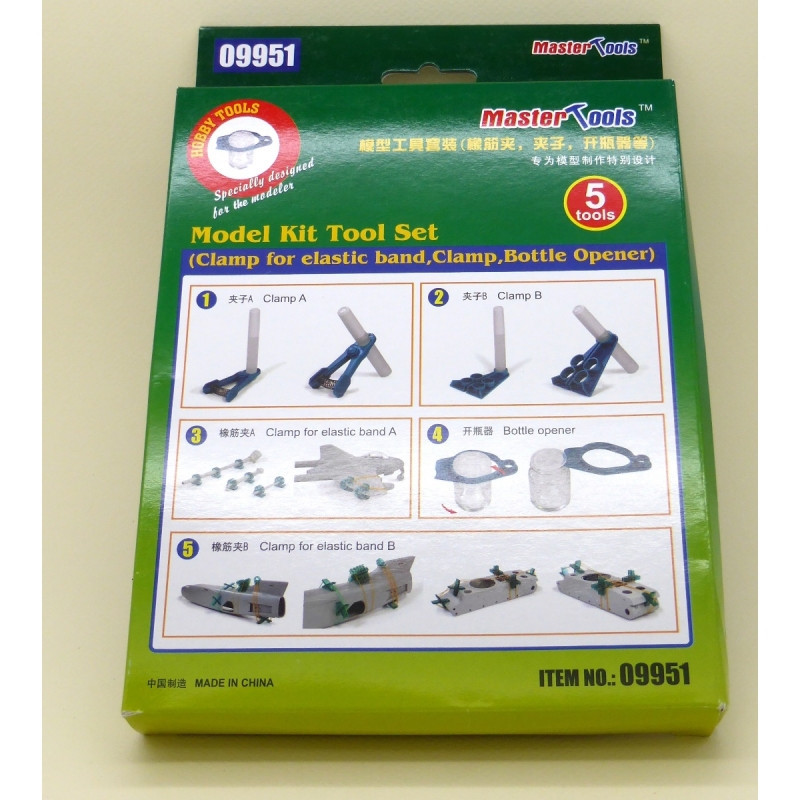 09951
MasterTools™
HOBBY TOOLS
Specially designed
for the modeler
MasterTools™
模型工具套装(橡筋夹，夹子，开瓶器等)
专为模型制作特别设计
5
tools
Model Kit Tool Set
(Clamp for elastic band,Clamp,Bottle Opener)
1 夹子A Clamp A
2 夹子B Clamp B
3 橡筋夹A Clamp for elastic band A
4 开瓶器 Bottle opener
5 橡筋夹B Clamp for elastic band B
中国制造 MADE IN CHINA
ITEM NO.: 09951